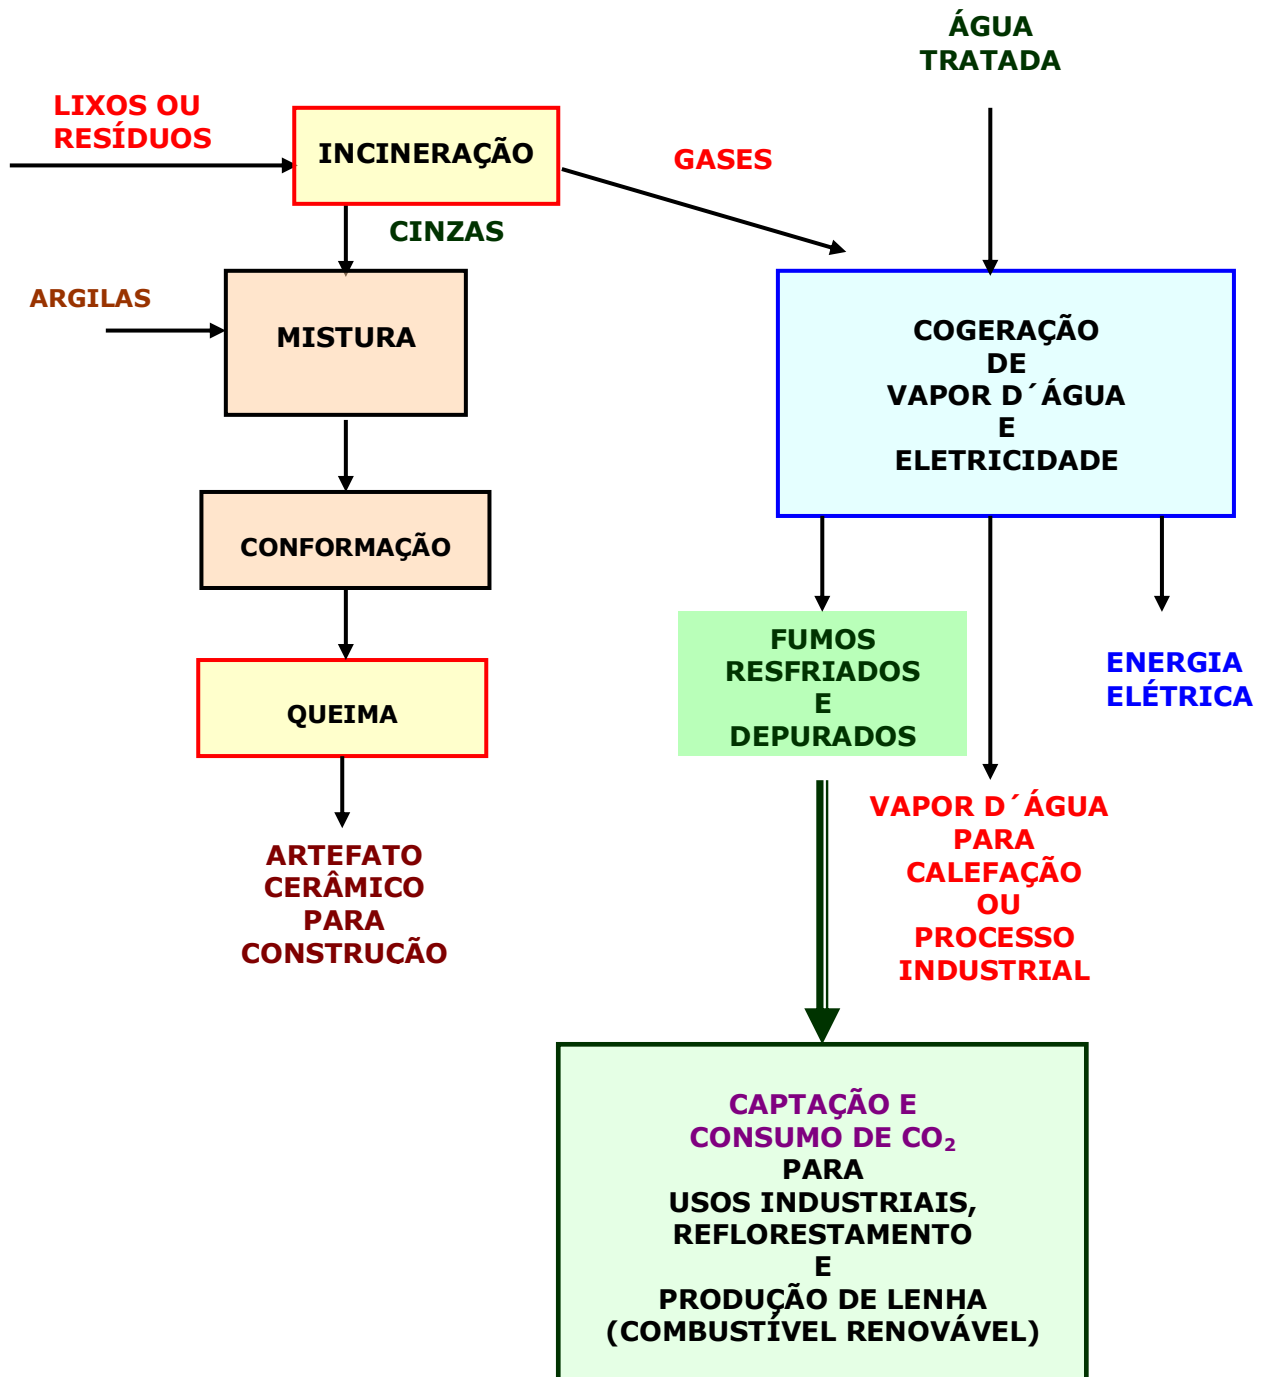 ÁGUA
TRATADA
LIXOS OU
RESÍDUOS
INCINERAÇÃO
GASES
CINZAS
ARGILAS
MISTURA
COGERAÇÃO
DE
VAPOR D´ÁGUA
E
ELETRICIDADE
CONFORMAÇÃO
FUMOS
RESFRIADOS
E
DEPURADOS
ENERGIA
ELÉTRICA
QUEIMA
VAPOR D´ÁGUA
PARA
CALEFAÇÃO
OU
PROCESSO
INDUSTRIAL
ARTEFATO
CERÂMICO
PARA
CONSTRUCÃO
CAPTAÇÃO E
CONSUMO DE CO₂
PARA
USOS INDUSTRIAIS,
REFLORESTAMENTO
E
PRODUÇÃO DE LENHA
(COMBUSTÍVEL RENOVÁVEL)